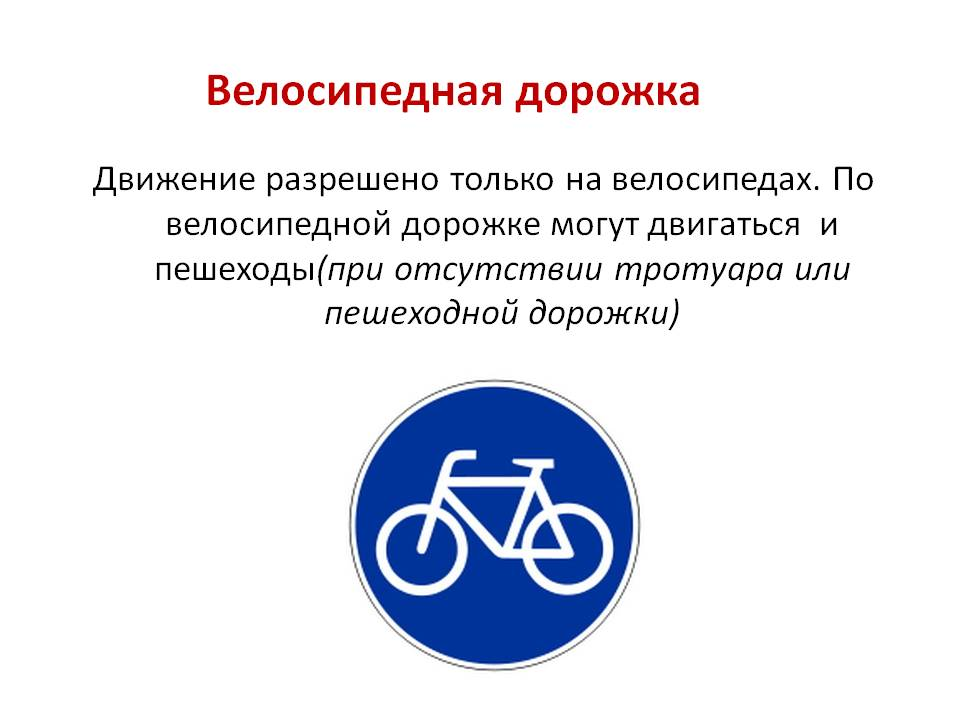 Велосипедная дорожка
Движение разрешено только на велосипедах. По
велосипедной дорожке могут двигаться  и
пешеходы(при отсутствии тротуара или
пешеходной дорожки)